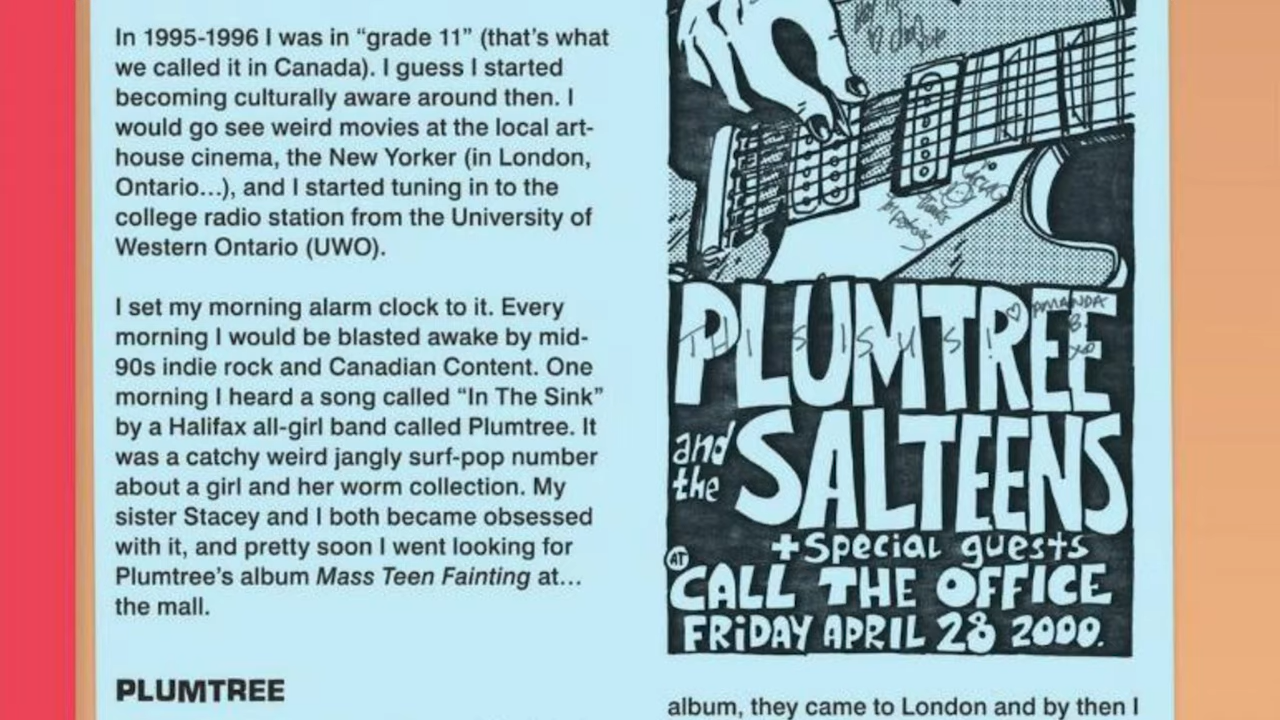 In 1995-1996 I was in “grade 11” (that’s what
we called it in Canada). I guess I started
becoming culturally aware around then. I
would go see weird movies at the local art-
house cinema, the New Yorker (in London,
Ontario…), and I started tuning in to the
college radio station from the University of
Western Ontario (UWO).
I set my morning alarm clock to it. Every
morning I would be blasted awake by mid-
90s indie rock and Canadian Content. One
morning I heard a song called “In The Sink”
by a Halifax all-girl band called Plumtree. It
was a catchy weird jangly surf-pop number
about a girl and her worm collection. My
sister Stacey and I both became obsessed
with it, and pretty soon I went looking for
Plumtree’s album Mass Teen Fainting at…
the mall.
PLUMTREE
thanks
PLUMTREE
THIS IS US!
♡ AMANDA
B.
and
the
SALTEENS
+Special guests
AT
CALL THE OFFICE
FRiDAY APRIL 28 2000.
album, they came to London and by then I